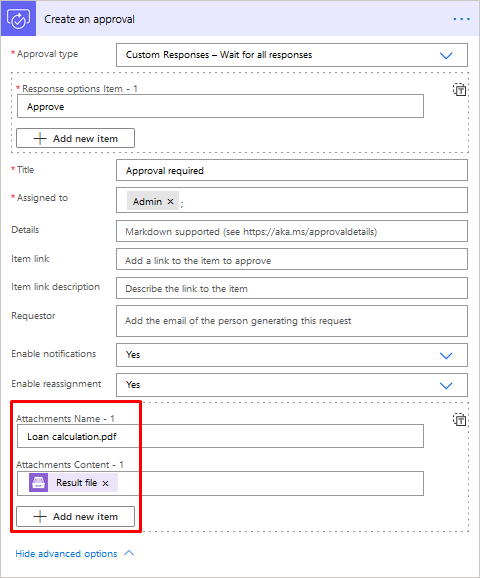 Create an approval
* Approval type
Custom Responses – Wait for all responses
* Response options Item - 1
Approve
Add new item
* Title
Approval required
* Assigned to
Admin × ;
Details
Markdown supported (see https://aka.ms/approvaldetails)
Item link
Add a link to the item to approve
Item link description
Describe the link to the item
Requestor
Add the email of the person generating this request
Enable notifications
Yes
Enable reassignment
Yes
Attachments Name - 1
Loan calculation.pdf
Attachments Content - 1
Result file ×
Add new item
Hide advanced options